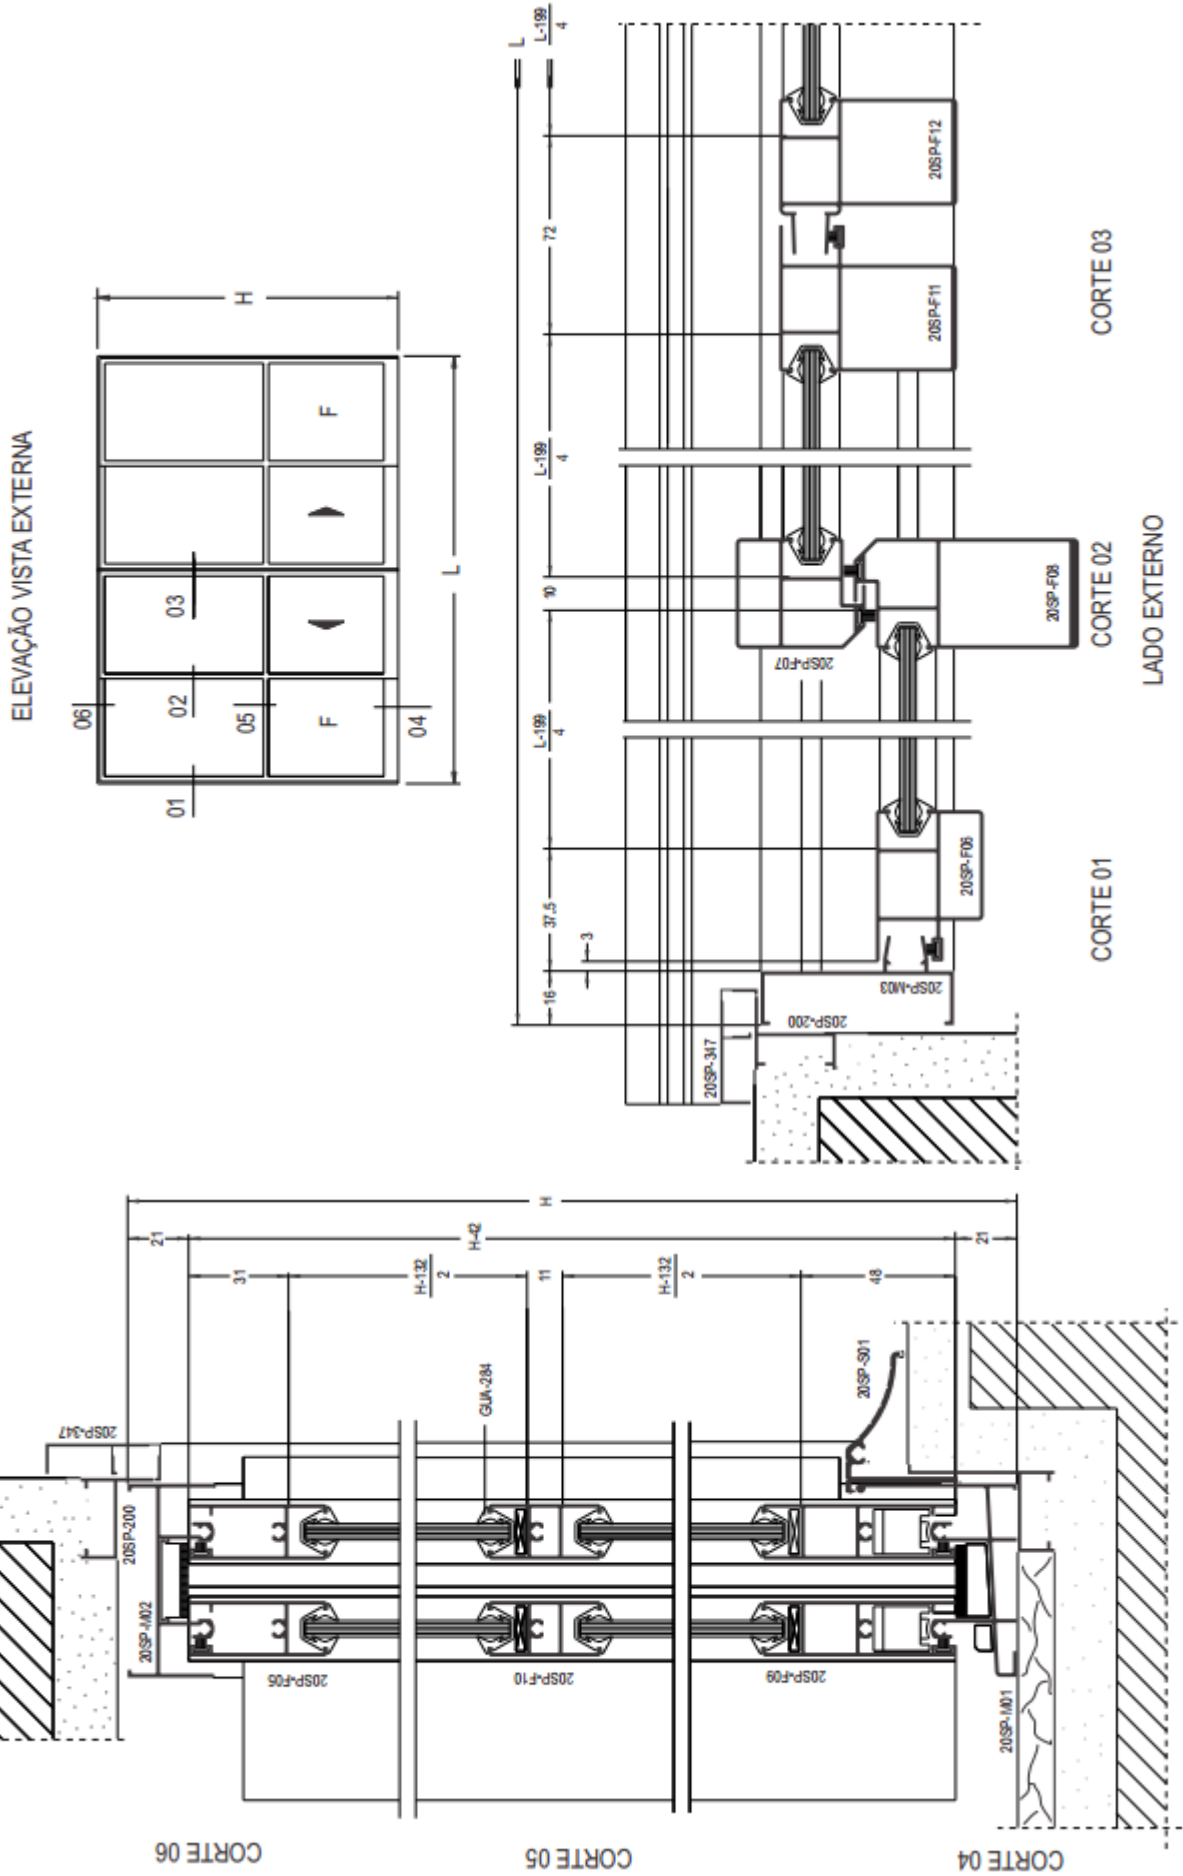 ELEVAÇÃO VISTA EXTERNA
06
05
04
01
02
03
F
F
H
L
CORTE 06
CORTE 05
CORTE 04
20SP-347
20SP-200
20SP-M02
20SP-F05
GUA-284
20SP-F10
20SP-F09
20SP-S01
20SP-M01
21
31
H-132
2
11
H-132
2
48
H-42
21
H
L
16
37,5
3
L-199
4
10
L-199
4
72
L-199
4
20SP-347
20SP-200
20SP-M03
20SP-F06
20SP-F07
20SP-F08
20SP-F11
20SP-F12
CORTE 01
CORTE 02
CORTE 03
LADO EXTERNO